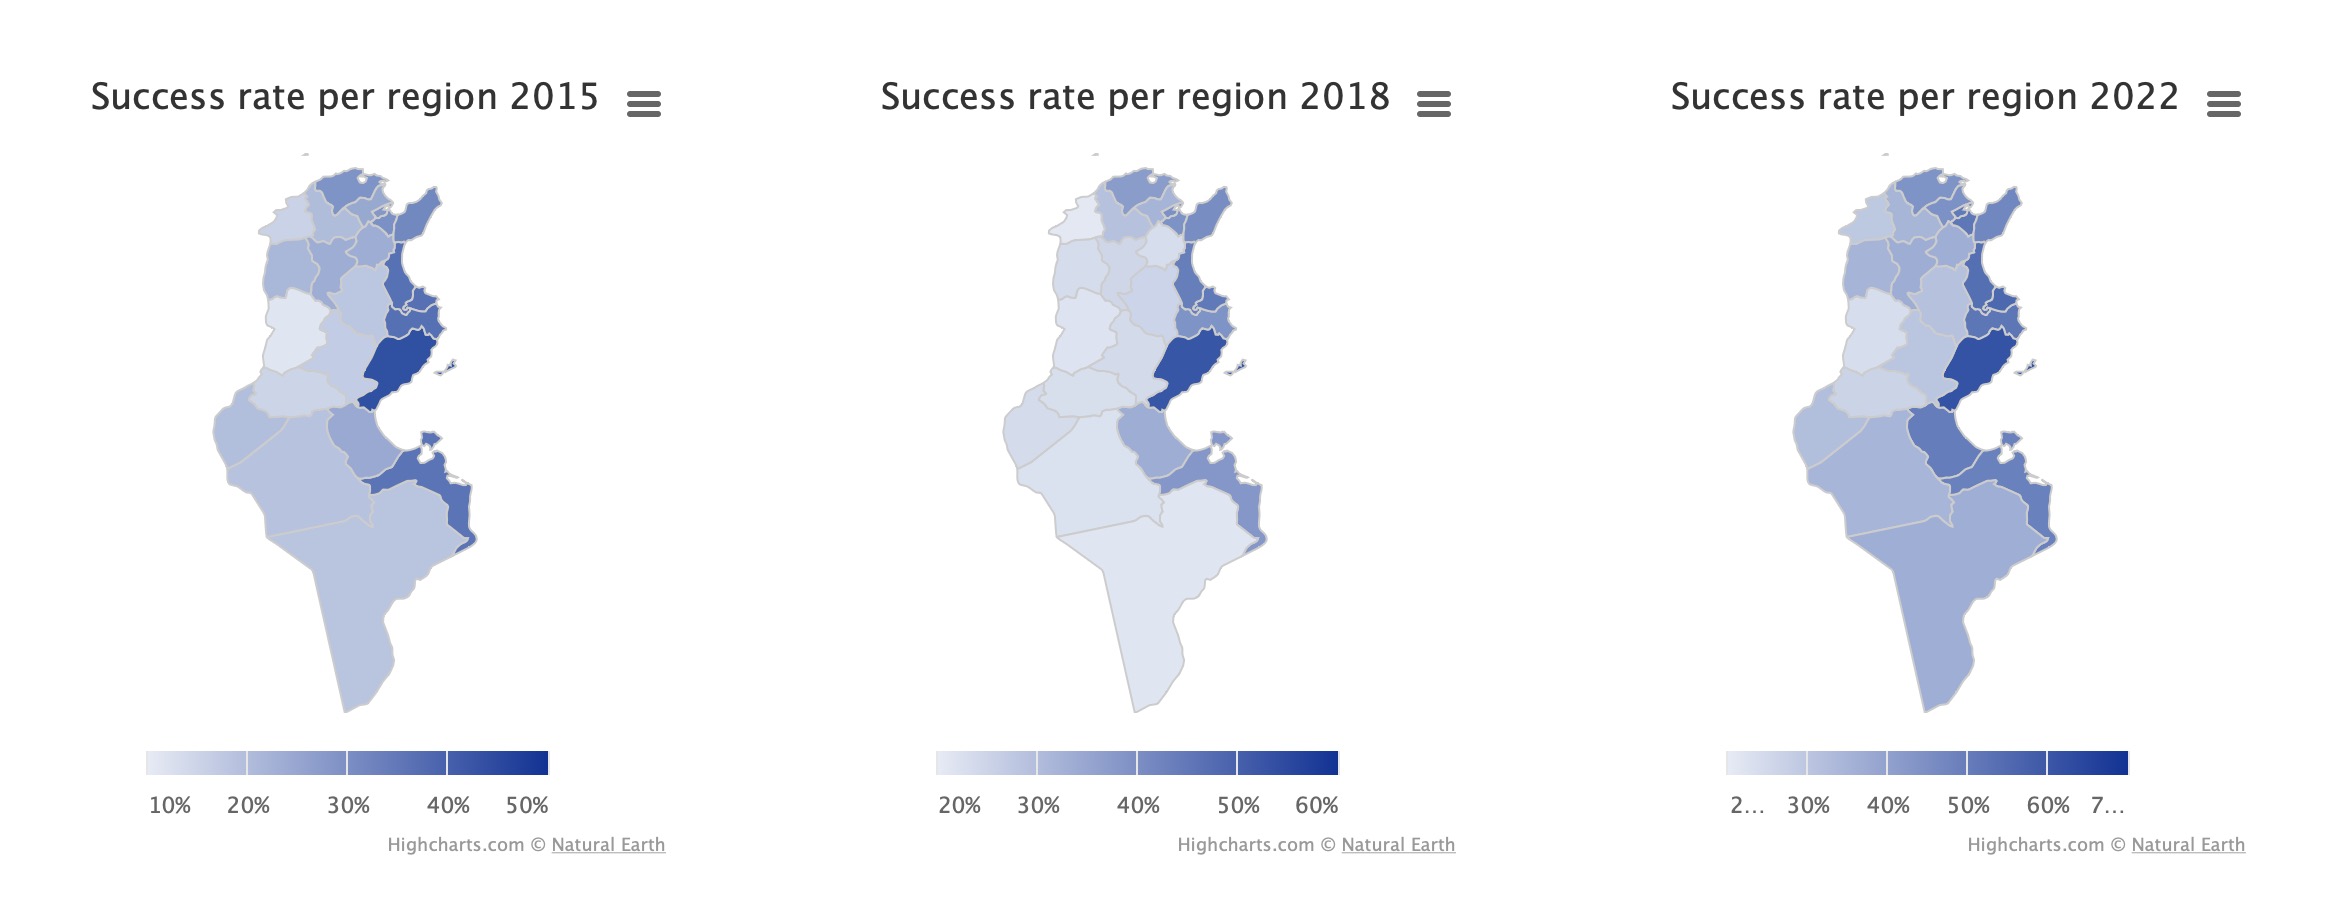 Success rate per region 2015
10% 20% 30% 40% 50%
Highcharts.com © Natural Earth
Success rate per region 2018
20% 30% 40% 50% 60%
Highcharts.com © Natural Earth
Success rate per region 2022
2... 30% 40% 50% 60% 7...
Highcharts.com © Natural Earth